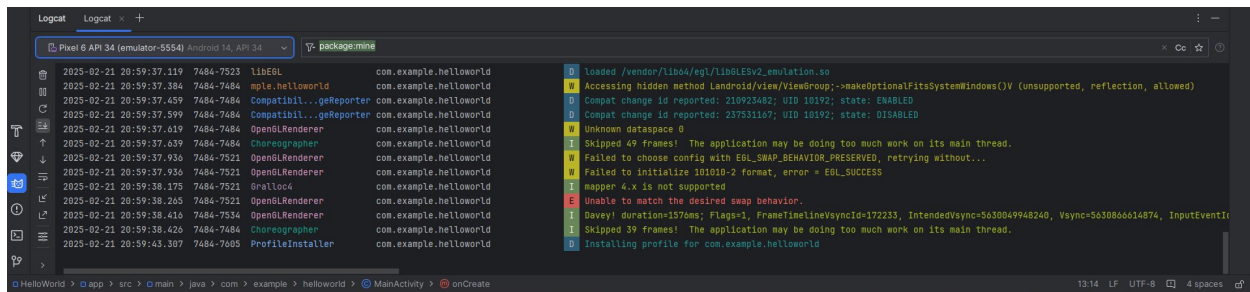 Logcat Logcat
Pixel 6 API 34 (emulator-5554) Android 14, API 34 package:mine Cc
2025-02-21 20:59:37.119 7484-7523 libEGL com.example.helloworld D loaded /vendor/lib64/egl/libGLESv2_emulation.so
2025-02-21 20:59:37.384 7484-7484 mple.helloworld com.example.helloworld W Accessing hidden method Landroid/view/ViewGroup;->makeOptionalFitsSystemWindows()V (unsupported, reflection, allowed)
2025-02-21 20:59:37.459 7484-7484 Compatibil...geReporter com.example.helloworld D Compat change id reported: 210923482; UID 10192; state: ENABLED
2025-02-21 20:59:37.599 7484-7484 Compatibil...geReporter com.example.helloworld D Compat change id reported: 237531167; UID 10192; state: DISABLED
2025-02-21 20:59:37.619 7484-7484 OpenGLRenderer com.example.helloworld W Unknown dataspace 0
2025-02-21 20:59:37.639 7484-7484 Choreographer com.example.helloworld I Skipped 49 frames! The application may be doing too much work on its main thread.
2025-02-21 20:59:37.936 7484-7521 OpenGLRenderer com.example.helloworld W Failed to choose config with EGL_SWAP_BEHAVIOR_PRESERVED, retrying without...
2025-02-21 20:59:37.936 7484-7521 OpenGLRenderer com.example.helloworld W Failed to initialize 101010-2 format, error = EGL_SUCCESS
2025-02-21 20:59:38.175 7484-7521 Gralloc4 com.example.helloworld I mapper 4.x is not supported
2025-02-21 20:59:38.265 7484-7521 OpenGLRenderer com.example.helloworld E Unable to match the desired swap behavior.
2025-02-21 20:59:38.416 7484-7534 OpenGLRenderer com.example.helloworld I Davey! duration=1576ms; Flags=1, FrameTimelineVsyncId=172233, IntendedVsync=5630049948240, Vsync=5630866614874, InputEventId
2025-02-21 20:59:38.426 7484-7484 Choreographer com.example.helloworld I Skipped 39 frames! The application may be doing too much work on its main thread.
2025-02-21 20:59:43.307 7484-7605 ProfileInstaller com.example.helloworld D Installing profile for com.example.helloworld
HelloWorld > app > src > main > java > com > example > helloworld > MainActivity > onCreate 13:14 LF UTF-8 4 spaces